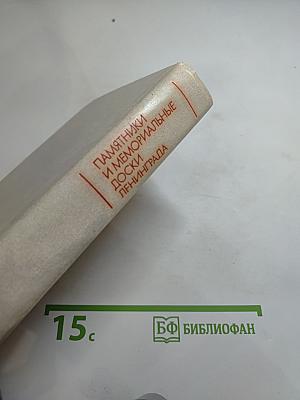 ПАМЯТНИКИ
И МЕМОРИАЛЬНЫЕ
ДОСКИ
ЛЕНИНГРАДА
15с
БФ БИБЛИОФАН